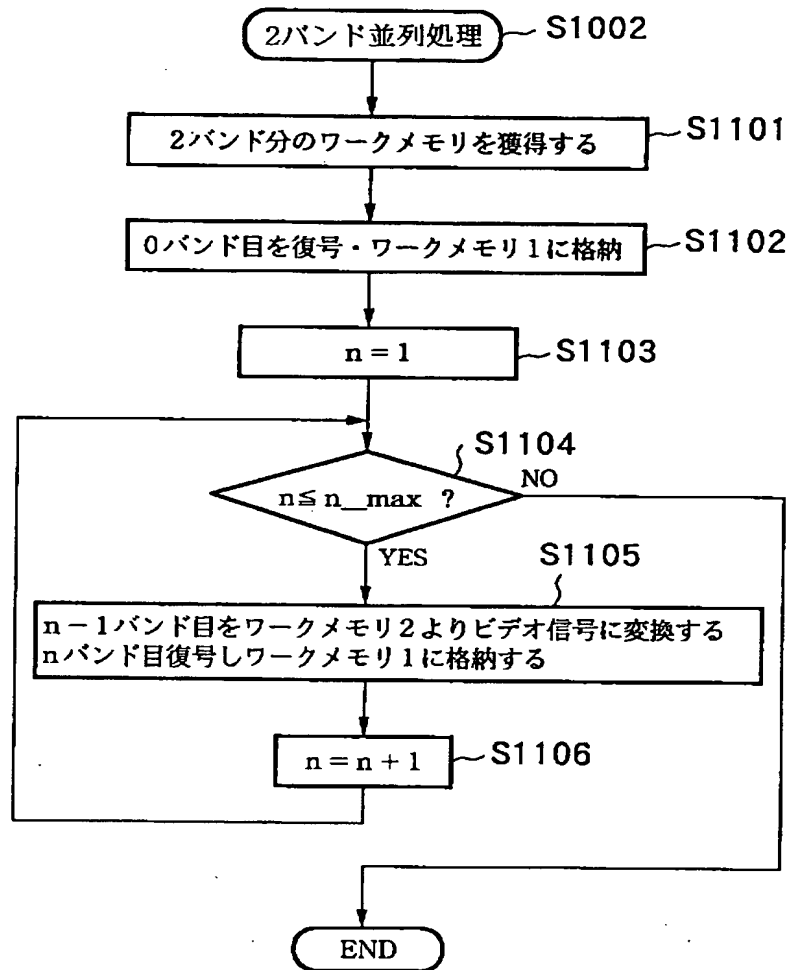 2バンド並列処理
S1002
2バンド分のワークメモリを獲得する
S1101
0バンド目を復号・ワークメモリ1に格納
S1102
n = 1
S1103
S1104
n≦ n_max ?
NO
YES
S1105
n-1バンド目をワークメモリ2よりビデオ信号に変換する
nバンド目復号しワークメモリ1に格納する
n = n + 1
S1106
END